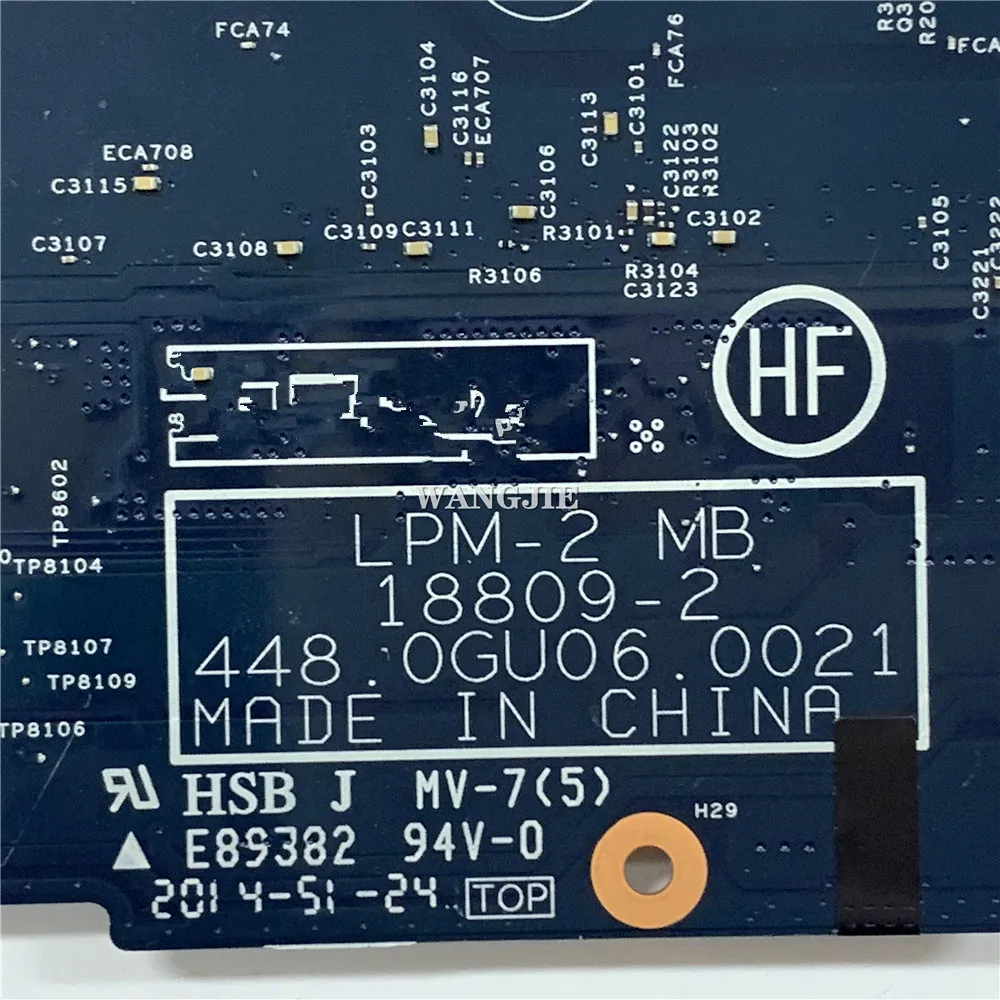 FCA74
C3104
C3116
ECA707
C3113
C3101
FCA76
FCA
ECA708
C3115
C3103
C3106
C3122
R3103
R3102
C3107
C3108
C3109
C3111
R3101
C3102
C3105
R3106
R3104
C3123
C3221
C3222
HF
WANGJIE
TP8602
TP8104
TP8107
TP8109
TP8106
LPM-2 MB
18809-2
448.0GU06.0021
MADE IN CHINA
HSB J MV-7(5)
E89382 94V-0
2014-51-24 TOP
H29